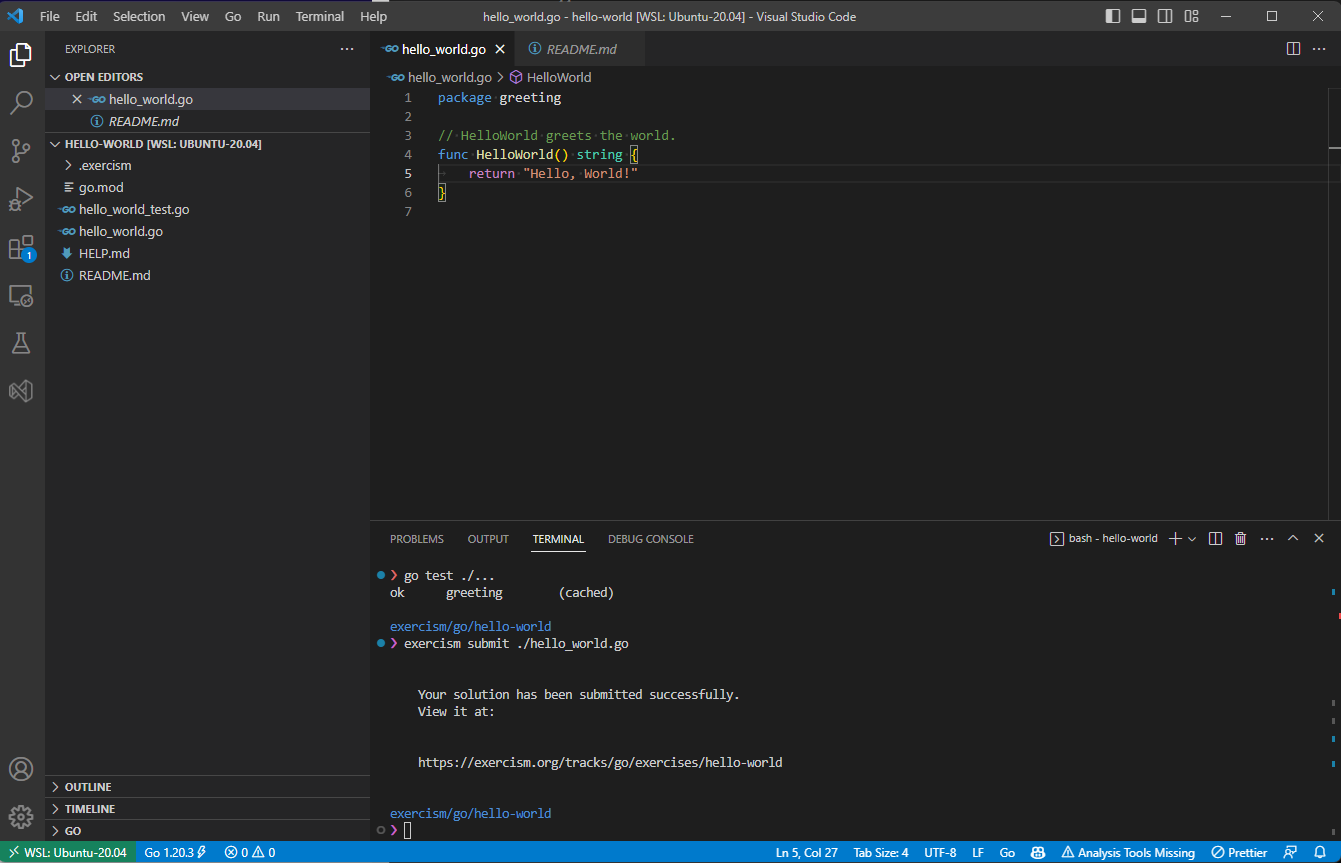 File Edit Selection View Go Run Terminal Help
hello_world.go - hello-world [WSL: Ubuntu-20.04] - Visual Studio Code
EXPLORER
OPEN EDITORS
GO hello_world.go
README.md
HELLO-WORLD [WSL: UBUNTU-20.04]
.exercism
go.mod
GO hello_world_test.go
GO hello_world.go
HELP.md
README.md
1
OUTLINE
TIMELINE
GO
GO hello_world.go
README.md
GO hello_world.go > HelloWorld
1 package greeting
2
3 // HelloWorld greets the world.
4 func HelloWorld() string {
5 return "Hello, World!"
6 }
7
PROBLEMS OUTPUT TERMINAL DEBUG CONSOLE
bash - hello-world
❯ go test ./...
ok greeting (cached)
exercism/go/hello-world
❯ exercism submit ./hello_world.go
Your solution has been submitted successfully.
View it at:
https://exercism.org/tracks/go/exercises/hello-world
exercism/go/hello-world
❯
WSL: Ubuntu-20.04 Go 1.20.3 0 0 Ln 5, Col 27 Tab Size: 4 UTF-8 LF Go Analysis Tools Missing Prettier